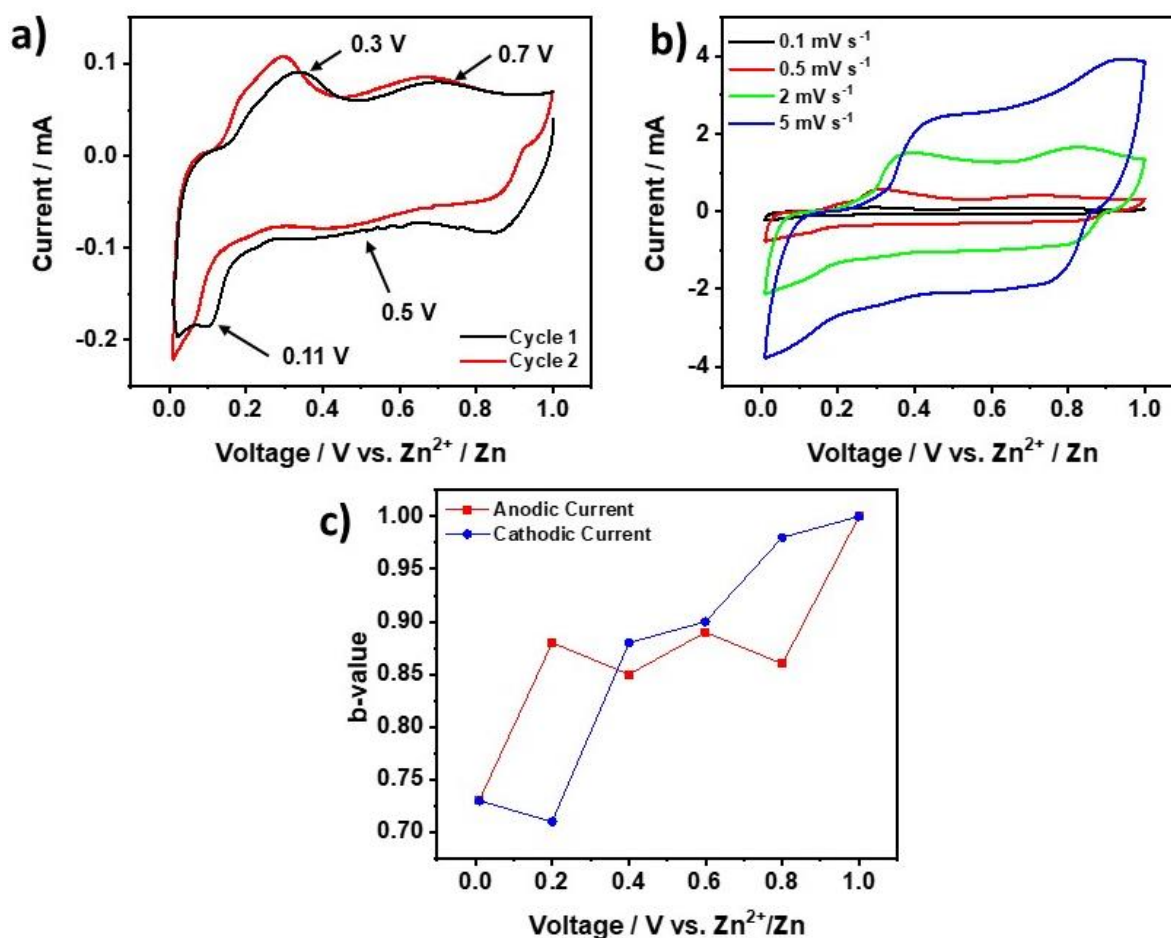 a)
0.3 V
0.7 V
0.5 V
0.11 V
Cycle 1
Cycle 2
0.1
0.0
-0.1
-0.2
Current / mA
0.0 0.2 0.4 0.6 0.8 1.0
Voltage / V vs. Zn²⁺ / Zn
b)
0.1 mV s⁻¹
0.5 mV s⁻¹
2 mV s⁻¹
5 mV s⁻¹
4
2
0
-2
-4
Current / mA
0.0 0.2 0.4 0.6 0.8 1.0
Voltage / V vs. Zn²⁺ / Zn
c)
Anodic Current
Cathodic Current
1.00
0.95
0.90
0.85
0.80
0.75
0.70
b-value
0.0 0.2 0.4 0.6 0.8 1.0
Voltage / V vs. Zn²⁺/Zn